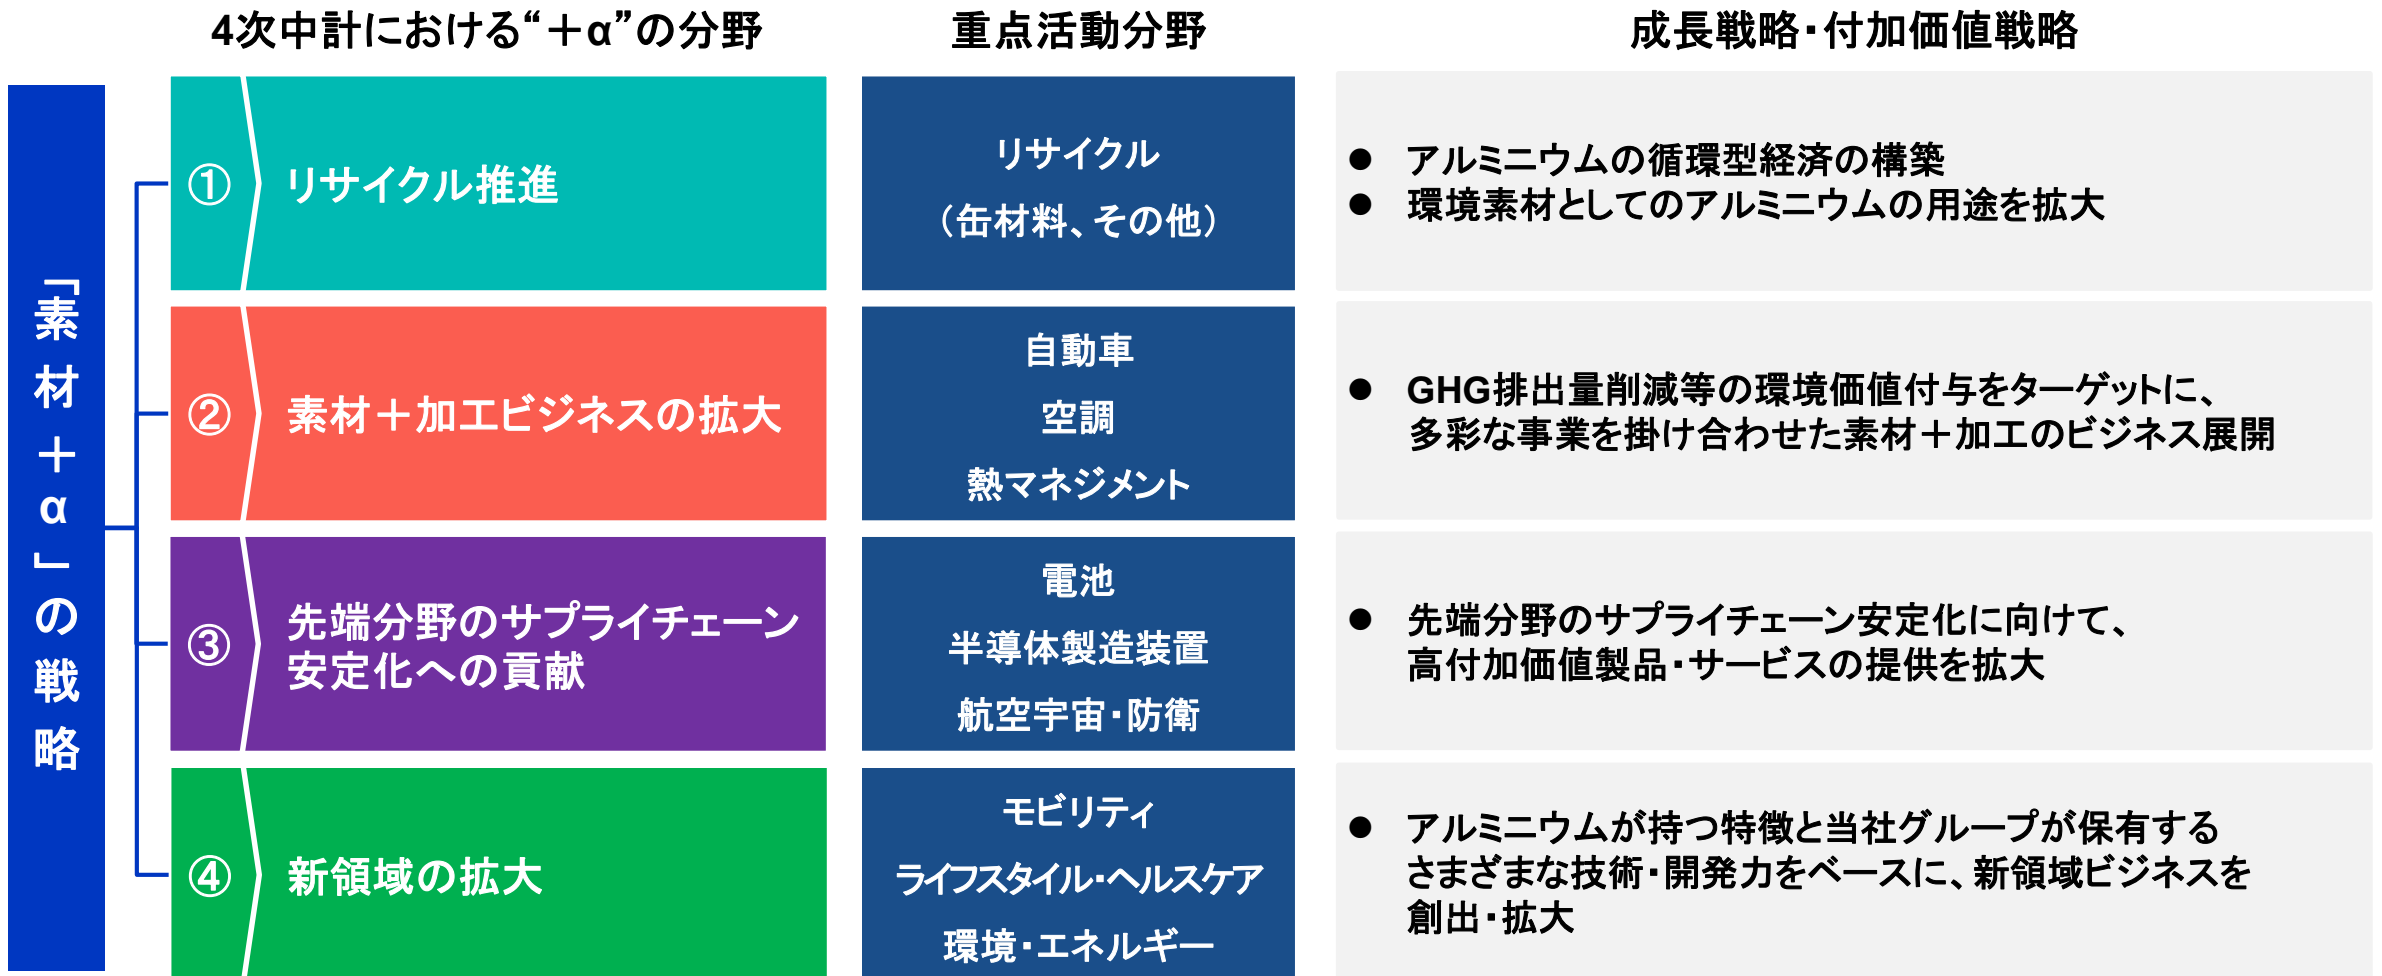 4次中計における“＋α”の分野
重点活動分野
成長戦略・付加価値戦略
「素材＋α」の戦略
① リサイクル推進
リサイクル
（缶材料、その他）
● アルミニウムの循環型経済の構築
● 環境素材としてのアルミニウムの用途を拡大
② 素材＋加工ビジネスの拡大
自動車
空調
熱マネジメント
● GHG排出量削減等の環境価値付与をターゲットに、
多彩な事業を掛け合わせた素材＋加工のビジネス展開
③ 先端分野のサプライチェーン
安定化への貢献
電池
半導体製造装置
航空宇宙・防衛
● 先端分野のサプライチェーン安定化に向けて、
高付加価値製品・サービスの提供を拡大
④ 新領域の拡大
モビリティ
ライフスタイル・ヘルスケア
環境・エネルギー
● アルミニウムが持つ特徴と当社グループが保有する
さまざまな技術・開発力をベースに、新領域ビジネスを
創出・拡大